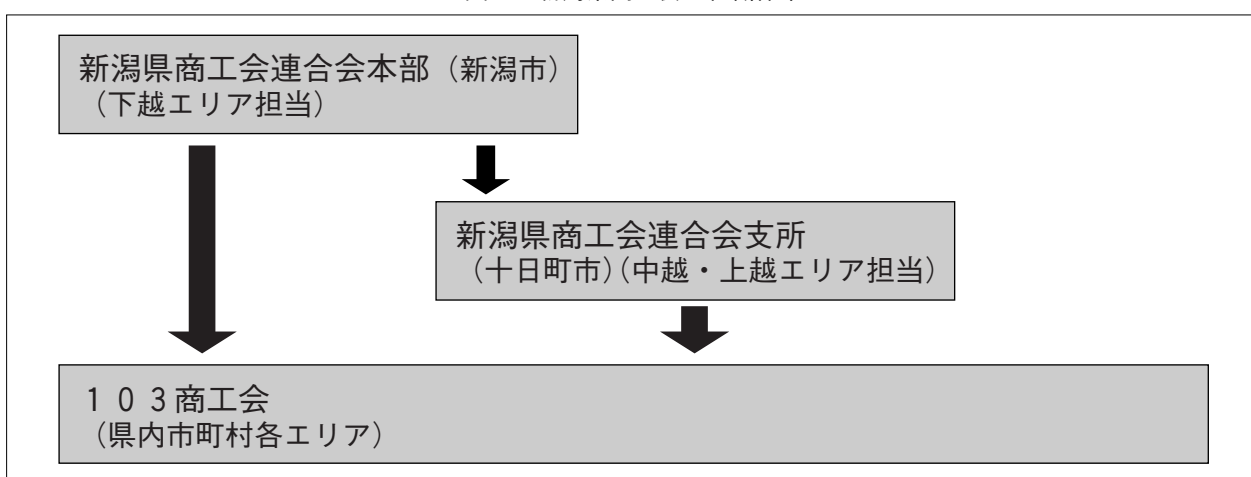 新潟県商工会連合会本部（新潟市）
（下越エリア担当）
新潟県商工会連合会支所
（十日町市）（中越・上越エリア担当）
１０３商工会
（県内市町村各エリア）